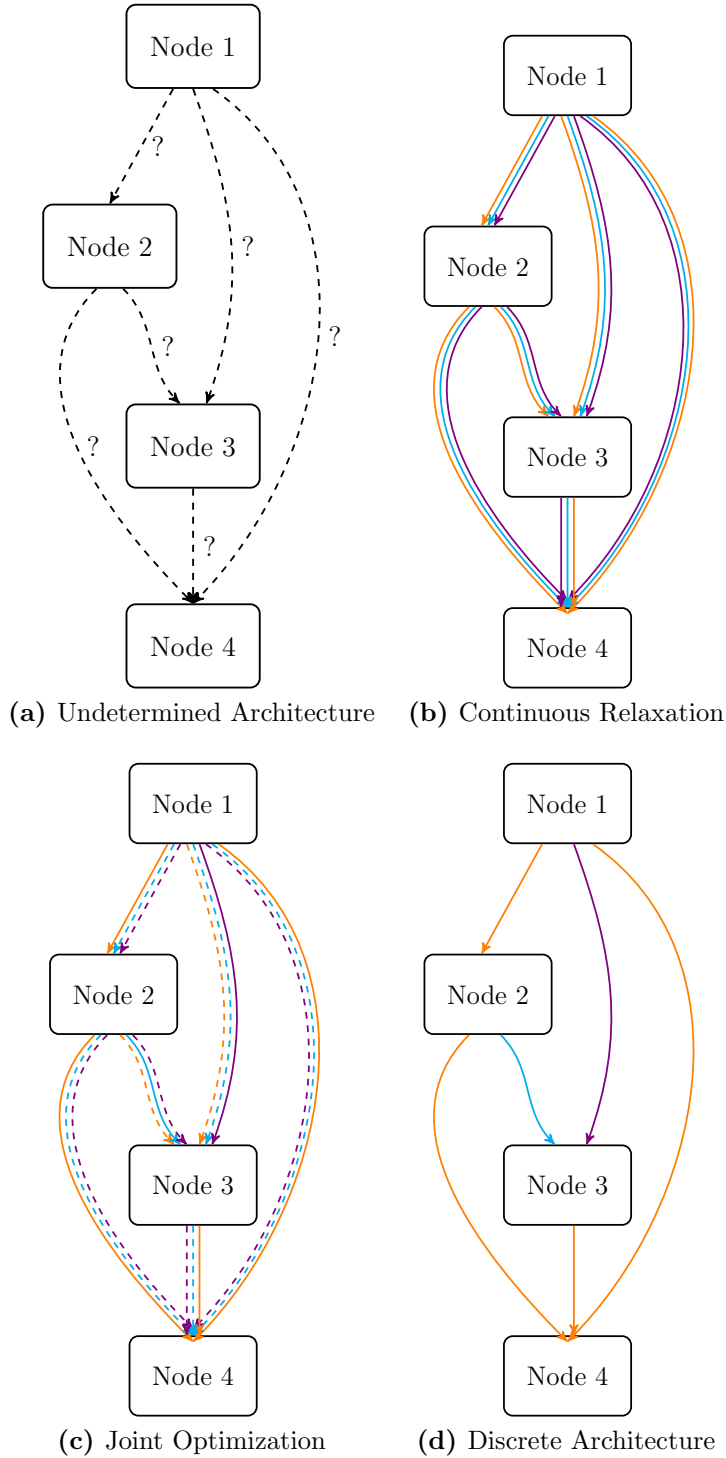 Node 1
?
Node 2
?
?
?
?
Node 3
?
Node 4
(a) Undetermined Architecture
Node 1
Node 2
Node 3
Node 4
(b) Continuous Relaxation
Node 1
Node 2
Node 3
Node 4
(c) Joint Optimization
Node 1
Node 2
Node 3
Node 4
(d) Discrete Architecture